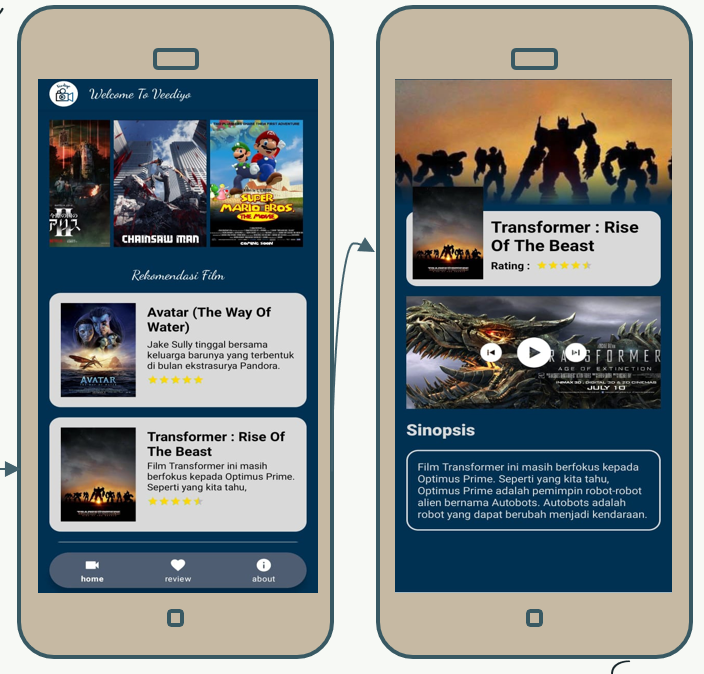 Welcome To Veediyo
CHAINSAW MAN
SUPER
MARIO BROS.
THE MOVIE
COMING SOON
Rekomendasi Film
Avatar (The Way Of
Water)
Jake Sully tinggal bersama
keluarga barunya yang terbentuk
di bulan ekstrasurya Pandora.
AVATAR
Transformer : Rise Of
The Beast
Film Transformer ini masih
berfokus kepada Optimus Prime.
Seperti yang kita tahu,
home
review
about
Transformer : Rise
Of The Beast
Rating :
AGE OF EXTINCTION
JULY 10
Sinopsis
Film Transformer ini masih berfokus kepada
Optimus Prime. Seperti yang kita tahu,
Optimus Prime adalah pemimpin robot-robot
alien bernama Autobots. Autobots adalah
robot yang dapat berubah menjadi kendaraan.